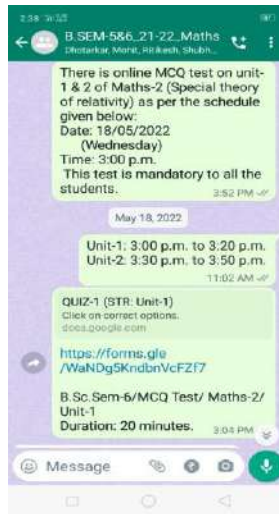 2:38
B.SEM-5&6_21-22_Maths
Dhotarkar, Mohit, RRikesh, Shubh...
There is online MCQ test on unit-
1 & 2 of Maths-2 (Special theory
of relativity) as per the schedule
given below:
Date: 18/05/2022
(Wednesday)
Time: 3:00 p.m.
This test is mandatory to all the
students.
3:52 PM
May 18, 2022
Unit-1: 3:00 p.m. to 3:20 p.m.
Unit-2: 3:30 p.m. to 3:50 p.m.
11:02 AM
QUIZ-1 (STR: Unit-1)
Click on correct options.
docs.google.com
https://forms.gle
/WaNDg5KndbnVcFZf7
B.Sc.Sem-6/MCQ Test/ Maths-2/
Unit-1
Duration: 20 minutes.
3:04 PM
Message